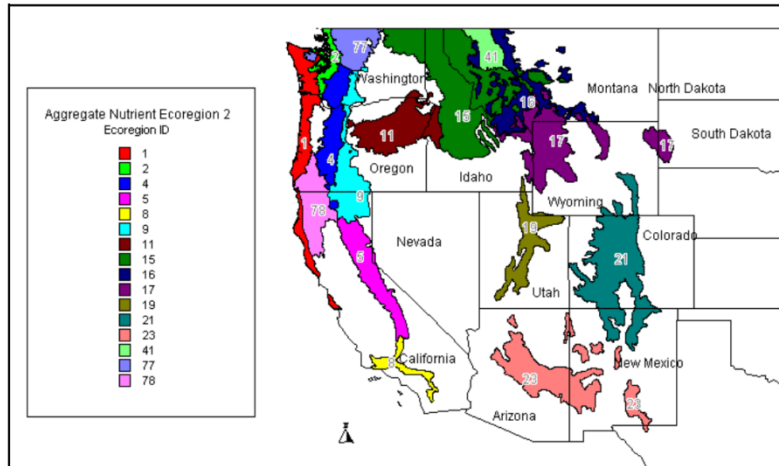 Aggregate Nutrient Ecoregion 2
Ecoregion ID
1
2
4
5
8
9
11
15
16
17
19
21
23
41
77
78
77
2
Washington
41
Montana
North Dakota
16
15
11
1
4
17
17
South Dakota
Oregon
Idaho
Wyoming
78
9
Nevada
19
Colorado
5
21
Utah
California
8
New Mexico
23
23
Arizona
N